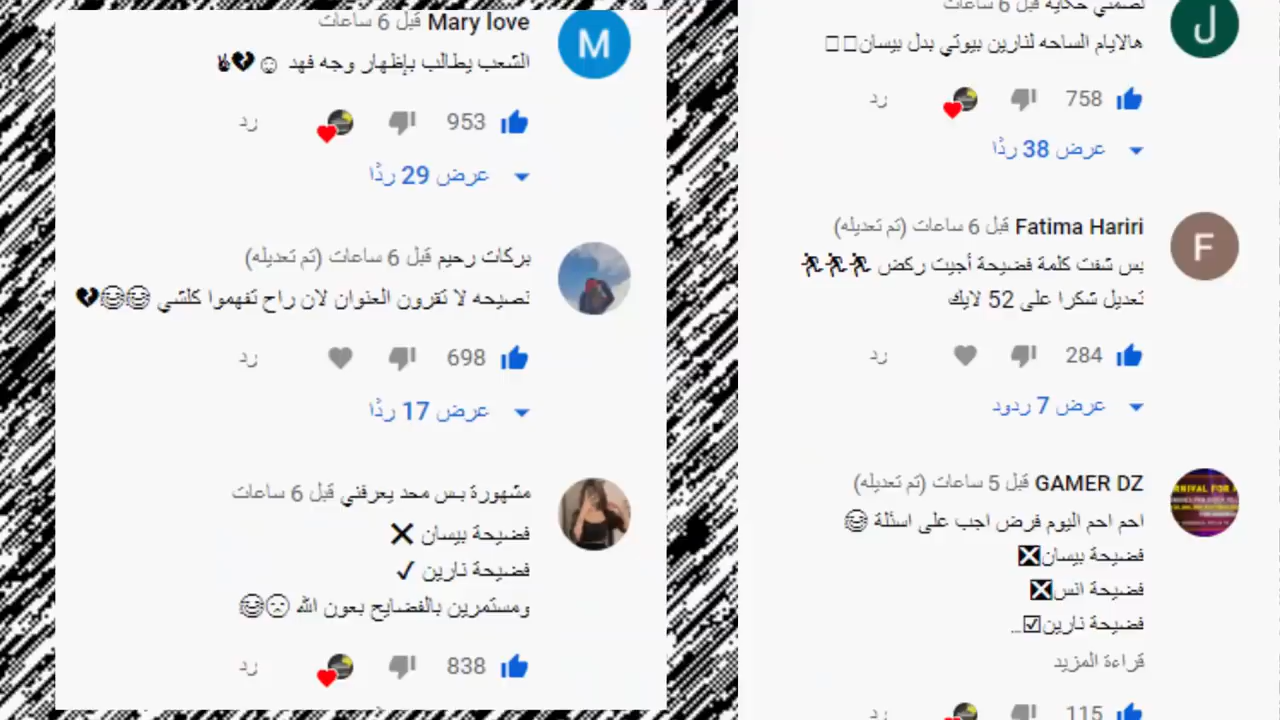 لصمتي حكاية قبل 6 ساعات
هالايام الساحه لنارين بيوتي بدل بيسان
758
رد
عرض 38 ردًا
Fatima Hariri قبل 6 ساعات (تم تعديله)
بس شفت كلمة فضيحة أجيت ركض 🏃🏃🏃
تعديل شكرا على 52 لايك
284
رد
عرض 7 ردود
GAMER DZ قبل 5 ساعات (تم تعديله)
احم احم اليوم فرض اجب على اسئلة 😂
فضيحة بيسان❎
فضيحة انس❎
فضيحة نارين☑...
قراءة المزيد
115
رد
Mary love قبل 6 ساعات
الشعب يطالب بإظهار وجه فهد ☺💔✌
953
رد
عرض 29 ردًا
بركات رحيم قبل 6 ساعات (تم تعديله)
نصيحه لا تقرون العنوان لان راح تفهموا كلشي 😂😂💔
698
رد
عرض 17 ردًا
مشهورة بس محد يعرفني قبل 6 ساعات
فضيحة بيسان ❌
فضيحة نارين ✔
ومستمرين بالفضايح بعون الله ☹😂
838
رد